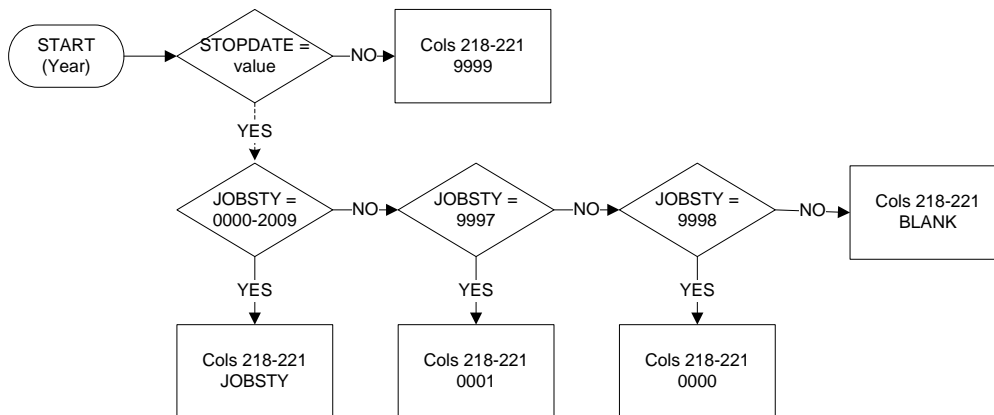 START
(Year)
STOPDATE =
value
NO
Cols 218-221
9999
YES
JOBSTY =
0000-2009
NO
JOBSTY =
9997
NO
JOBSTY =
9998
NO
Cols 218-221
BLANK
YES
YES
YES
Cols 218-221
JOBSTY
Cols 218-221
0001
Cols 218-221
0000